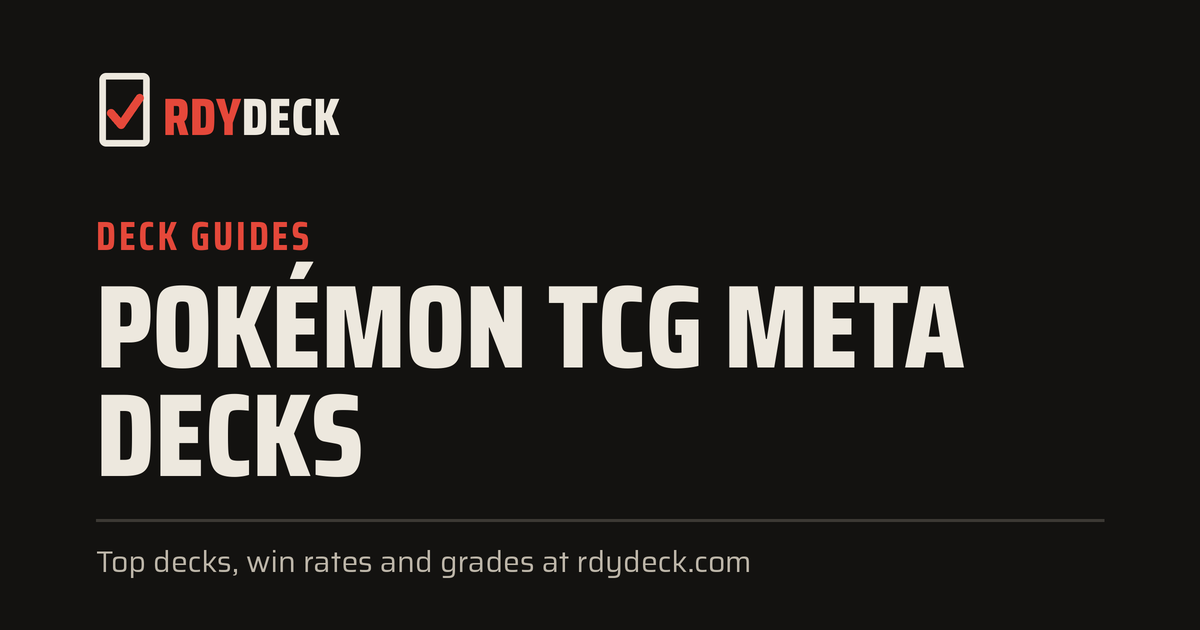 RDYDECK
DECK GUIDES
POKÉMON TCG META
DECKS
Top decks, win rates and grades at rdydeck.com